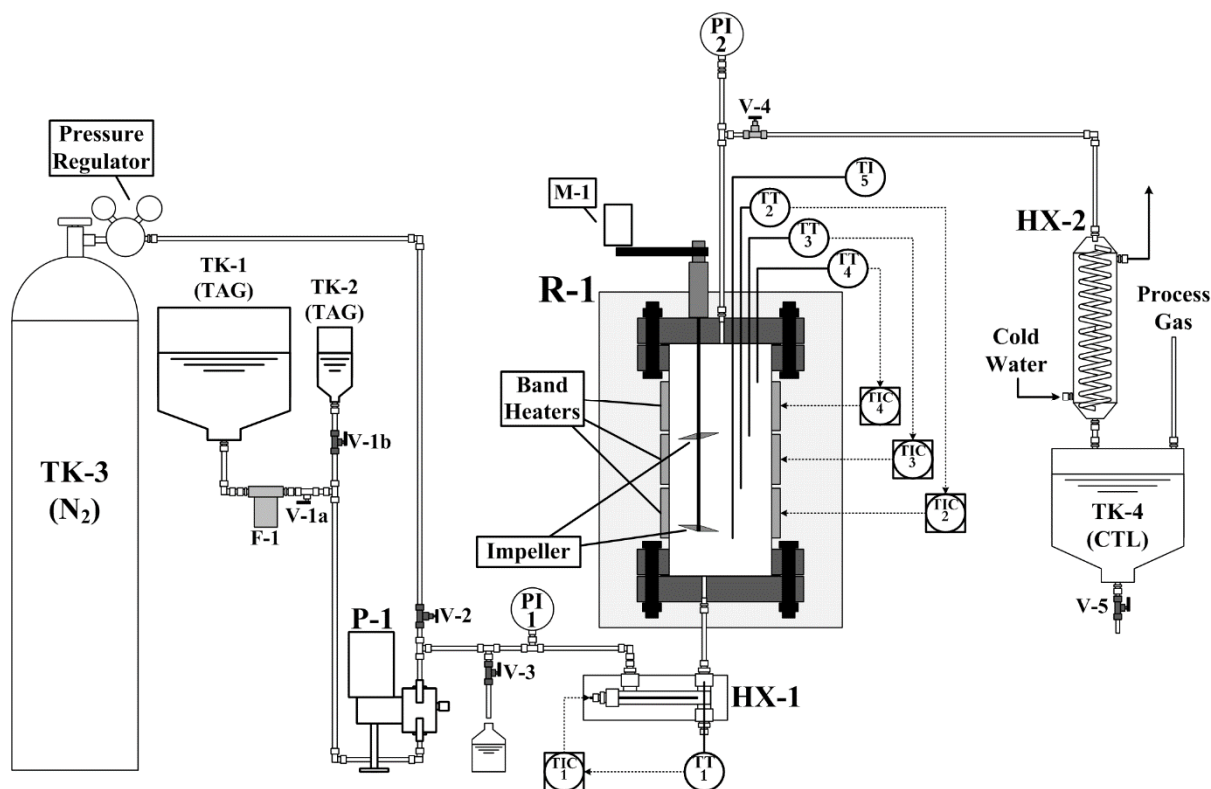 PI
2
V-4
Pressure
Regulator
TI
5
M-1
TT
2
TT
3
HX-2
TK-1
(TAG)
TK-2
(TAG)
TT
4
R-1
Process
Gas
Cold
Water
Band
Heaters
TIC
4
V-1b
TIC
3
TK-3
(N₂)
V-1a
F-1
TIC
2
TK-4
(CTL)
Impeller
PI
1
V-5
P-1
V-2
V-3
HX-1
TIC
1
TT
1